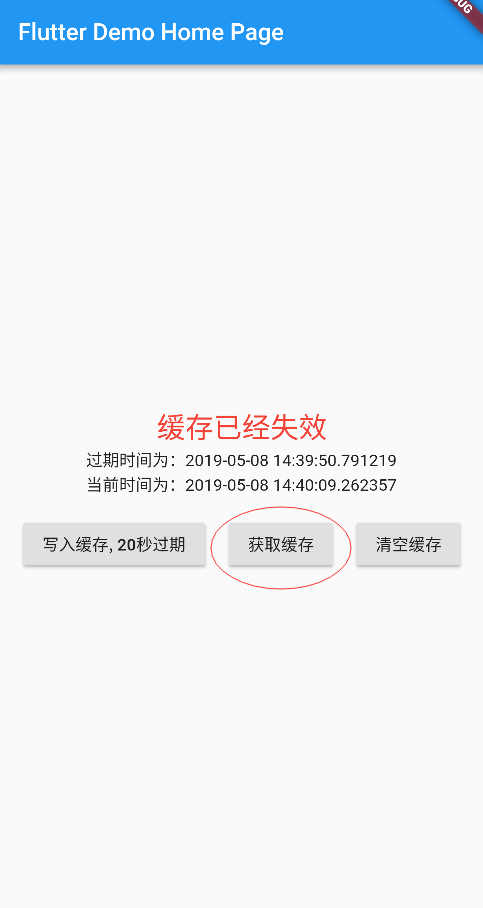 Flutter Demo Home Page
缓存已经失效
过期时间为：2019-05-08 14:39:50.791219
当前时间为：2019-05-08 14:40:09.262357
写入缓存, 20秒过期
获取缓存
清空缓存